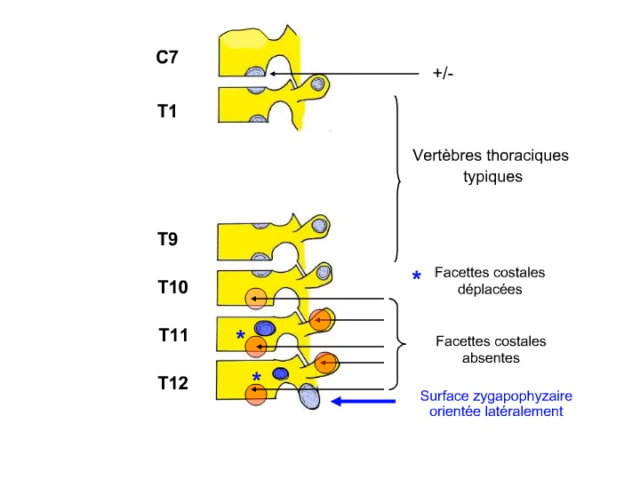 C7
+/-
T1
Vertèbres thoraciques
typiques
T9
* Facettes costales
déplacées
T10
T11
*
Facettes costales
absentes
T12
*
Surface zygapophyzaire
orientée latéralement